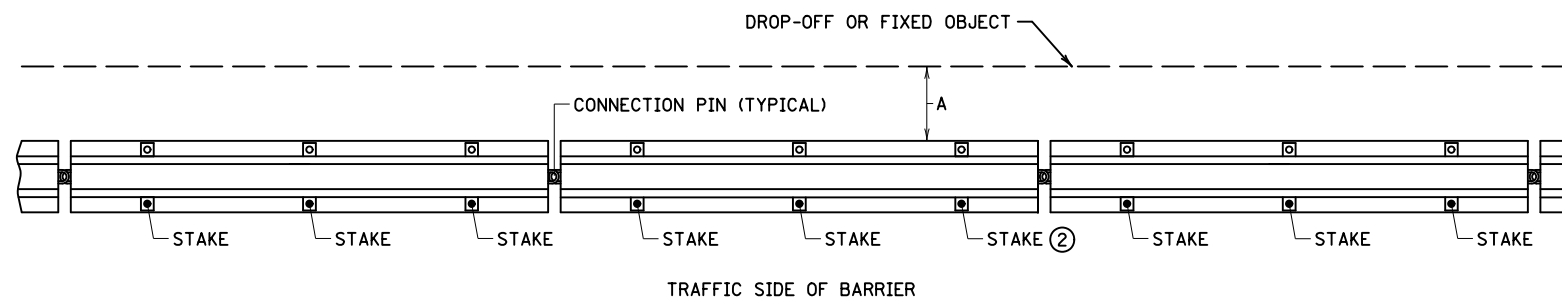 DROP-OFF OR FIXED OBJECT
CONNECTION PIN (TYPICAL)
A
STAKE
STAKE
STAKE
STAKE
STAKE
STAKE ②
STAKE
STAKE
STAKE
TRAFFIC SIDE OF BARRIER